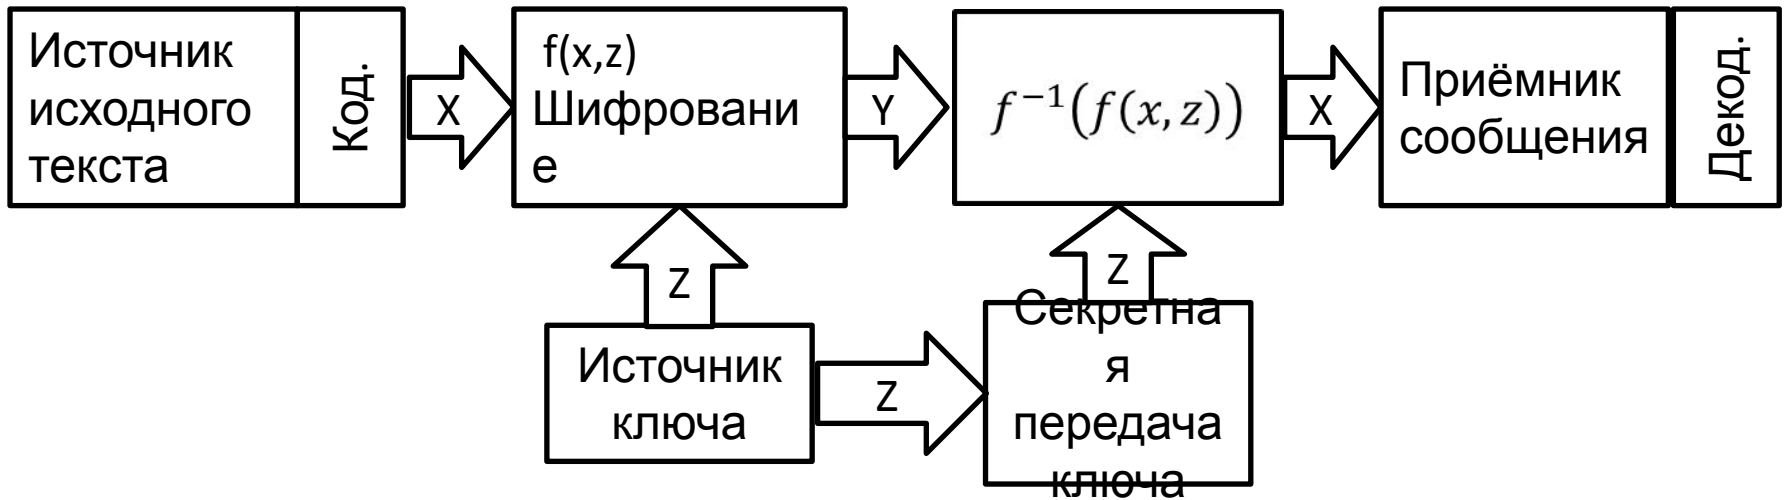 Источник
исходного
текста
Код.
X
f(x,z)
Шифровани
е
Y
f⁻¹(f(x, z))
X
Приёмник
сообщения
Декод.
Z
Z
Источник
ключа
Z
Секретна
я
передача
ключа